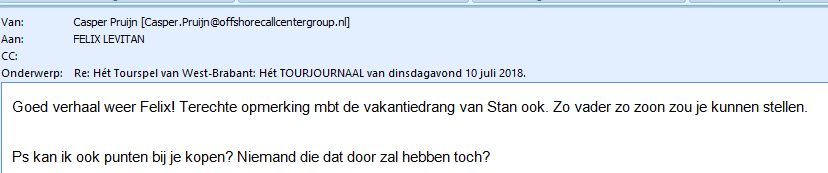 Van: Casper Pruijn [Casper.Pruijn@offshorecallcentergroup.nl]
Aan: FELIX LEVITAN
CC:
Onderwerp: Re: Hét Tourspel van West-Brabant: Hét TOURJOURNAAL van dinsdagavond 10 juli 2018.
Goed verhaal weer Felix! Terechte opmerking mbt de vakantiedrang van Stan ook. Zo vader zo zoon zou je kunnen stellen.
Ps kan ik ook punten bij je kopen? Niemand die dat door zal hebben toch?